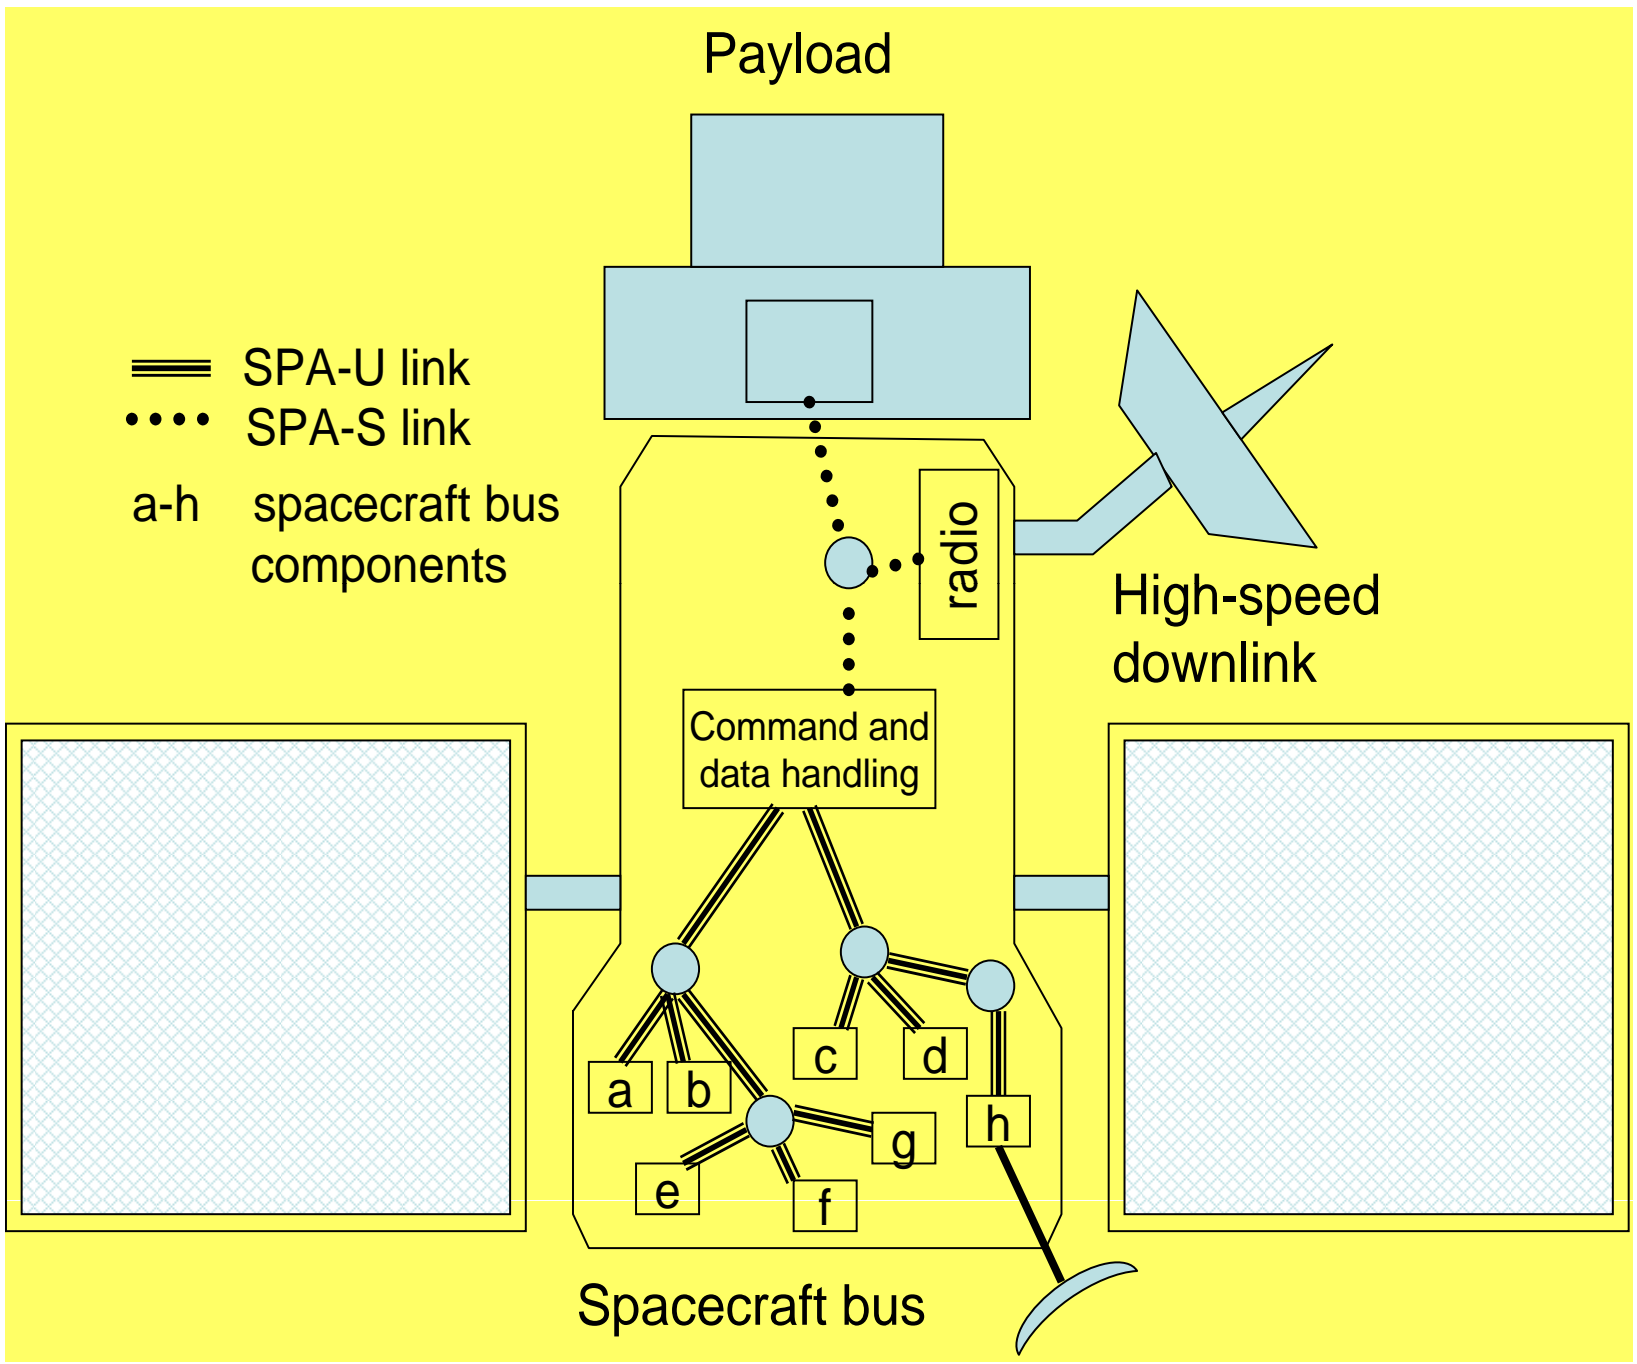 Payload
SPA-U link
SPA-S link
a-h spacecraft bus
components
radio
High-speed
downlink
Command and
data handling
c d
a b
h
g
e
f
Spacecraft bus